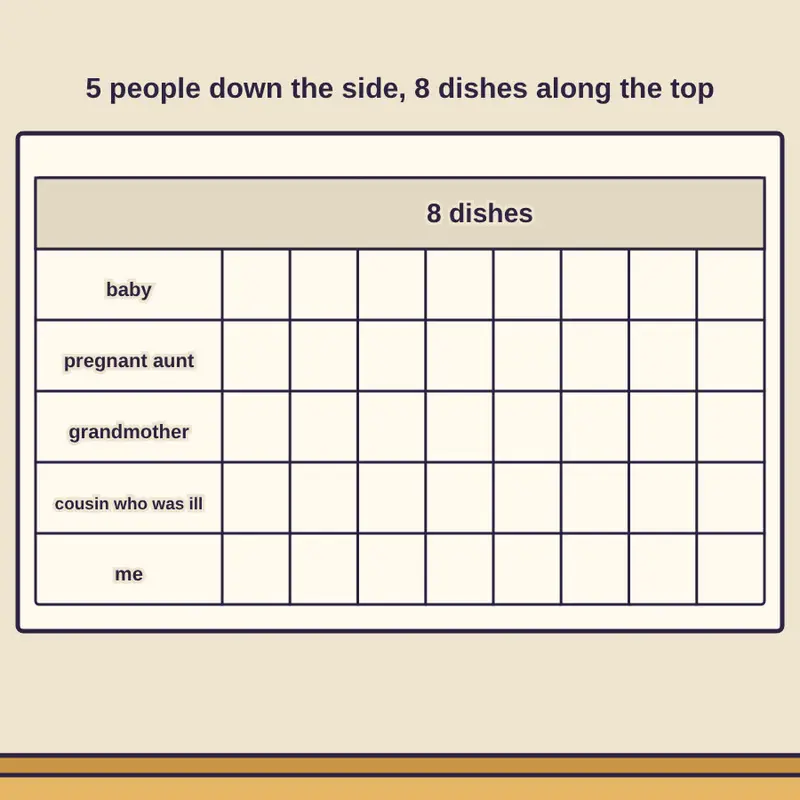 5 people down the side, 8 dishes along the top
8 dishes
baby
pregnant aunt
grandmother
cousin who was ill
me